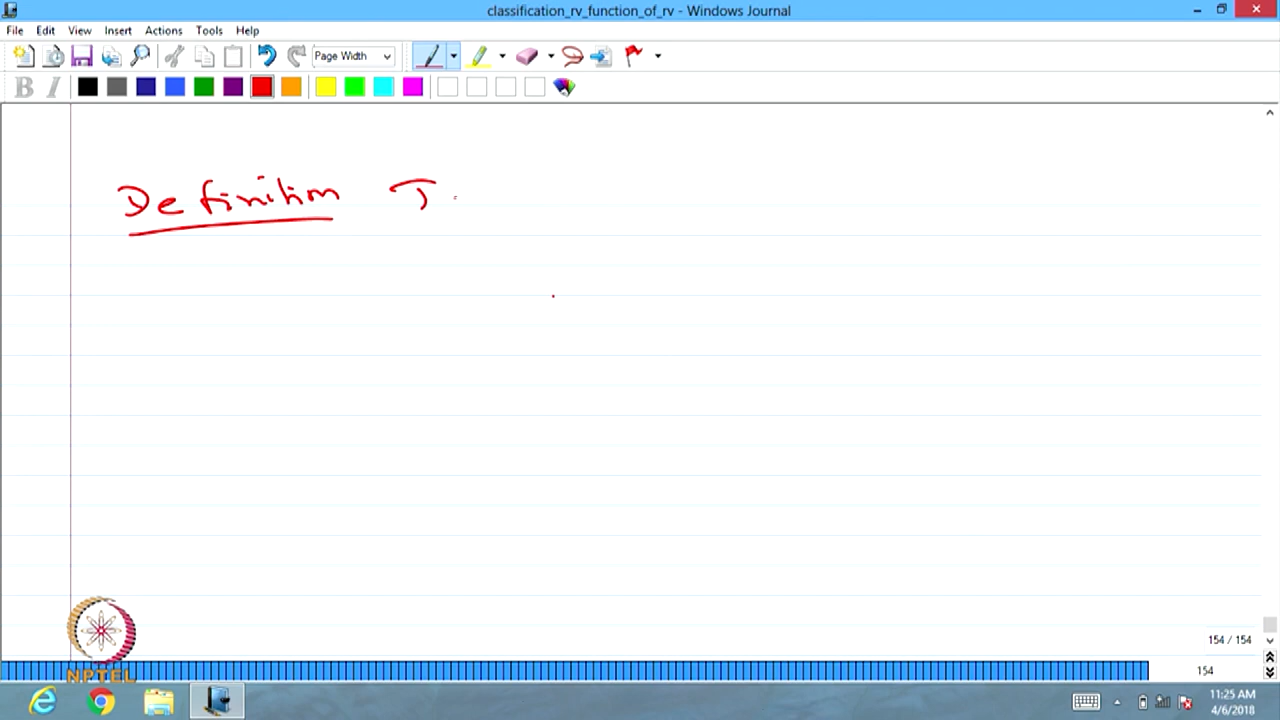 classification_rv_function_of_rv - Windows Journal
File Edit View Insert Actions Tools Help
Page Width
B I
Definition T
154 / 154
154
NPTEL
11:25 AM
4/6/2018